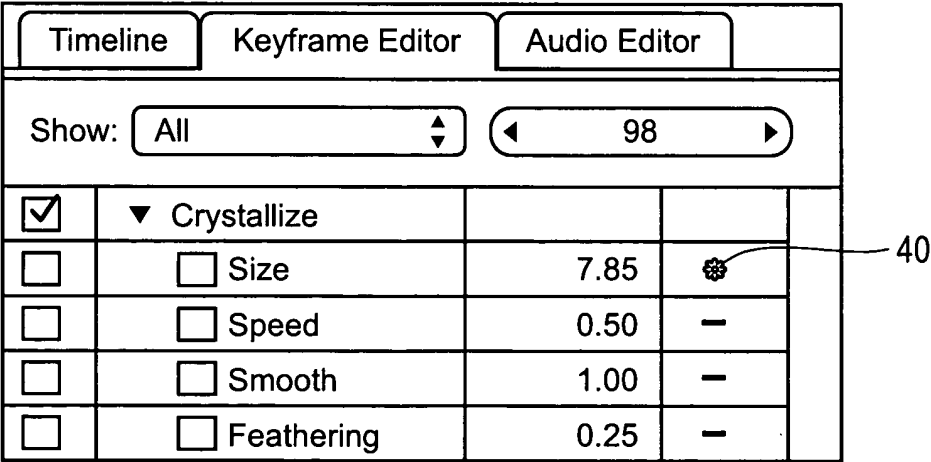 Timeline Keyframe Editor Audio Editor
Show: All 98
Crystallize
Size 7.85 40
Speed 0.50 –
Smooth 1.00 –
Feathering 0.25 –